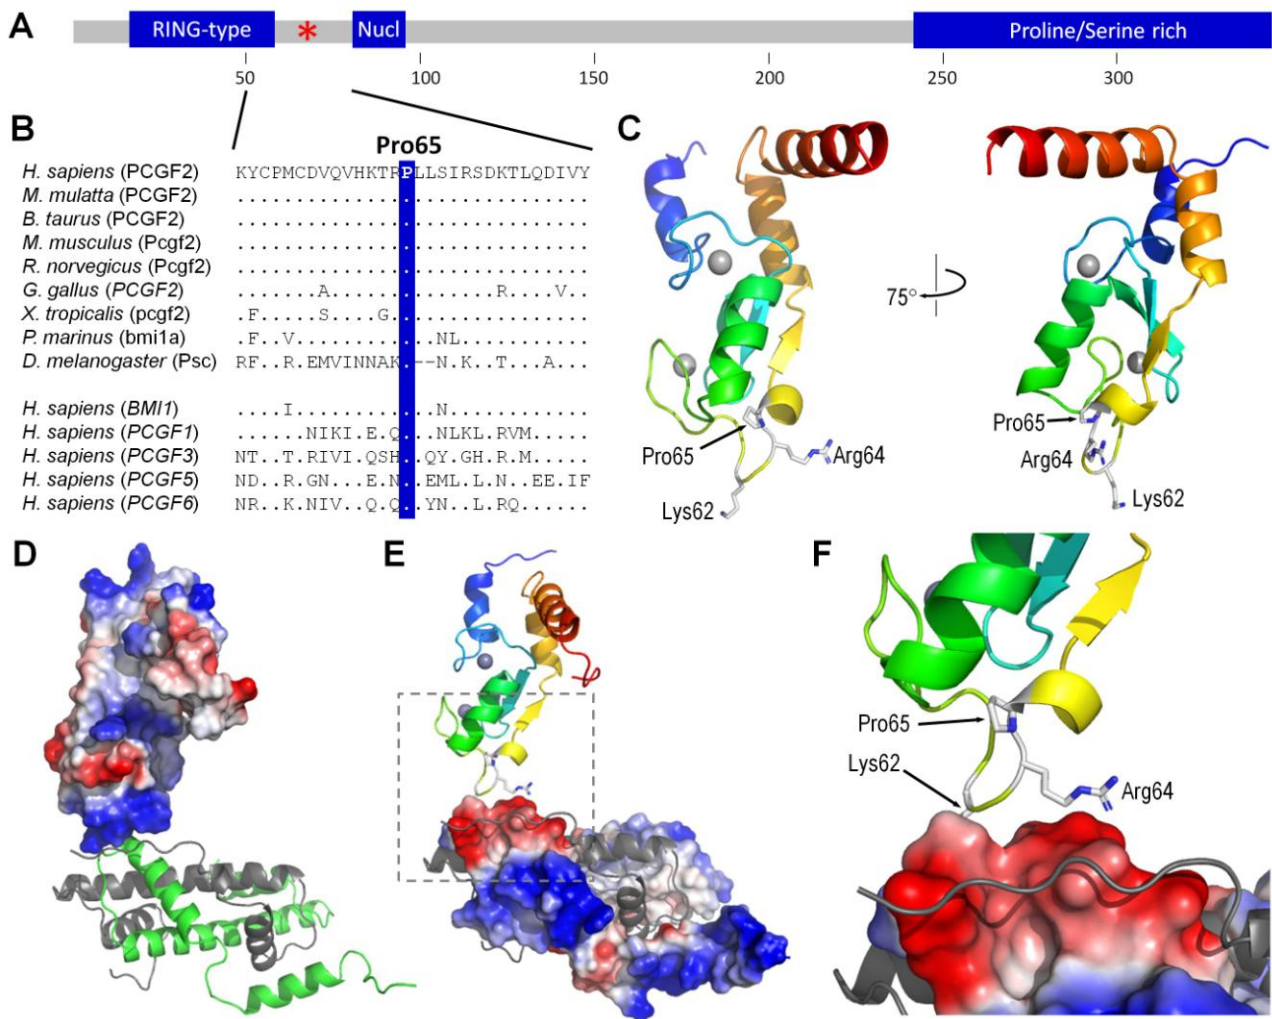 A
RING-type * Nucl Proline/Serine rich
50 100 150 200 250 300
B
Pro65
H. sapiens (PCGF2) KYCPMCDVQVHKTRPLLSIRSDKTLQDIVY
M. mulatta (PCGF2) ..............................
B. taurus (PCGF2) ..............................
M. musculus (Pcgf2) ..............................
R. norvegicus (Pcgf2) ..............................
G. gallus (PCGF2) .......A..............R....V..
X. tropicalis (pcgf2) .F.....S....G.................
P. marinus (bmi1a) .F..V............NL...........
D. melanogaster (Psc) RF..R.EMVINNAK.--N.K..T...A...
H. sapiens (BMI1) ....I............N............
H. sapiens (PCGF1) ......NIKI.E.Q...NLKL.RVM.....
H. sapiens (PCGF3) NT..T.RIVI.QSH..QY.GH.R.M.....
H. sapiens (PCGF5) ND..R.GN...E.N..EML.L.N..EE.IF
H. sapiens (PCGF6) NR..K.NIV..Q.Q..YN..L.RQ......
C
75°
Pro65
Arg64
Lys62
Pro65
Arg64
Lys62
D
E
F
Pro65
Lys62
Arg64